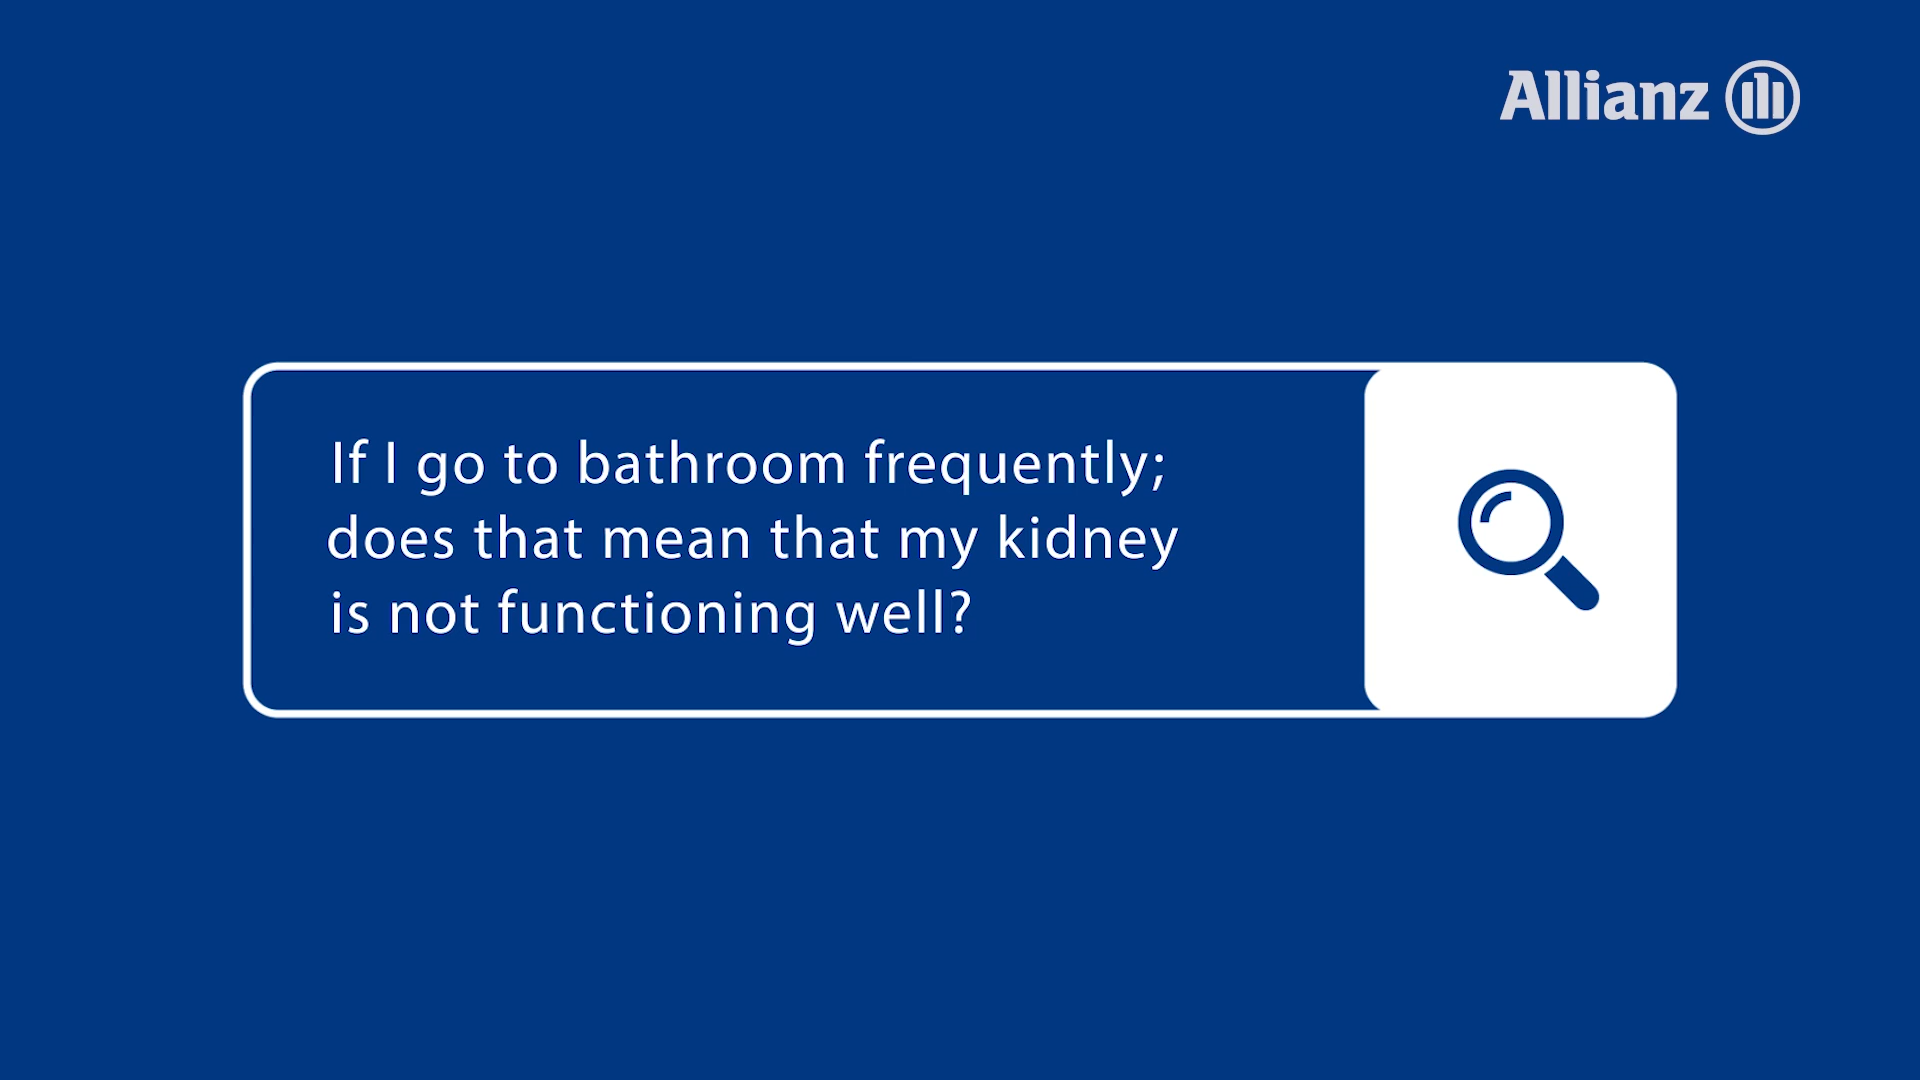 Allianz
If I go to bathroom frequently;
does that mean that my kidney
is not functioning well?